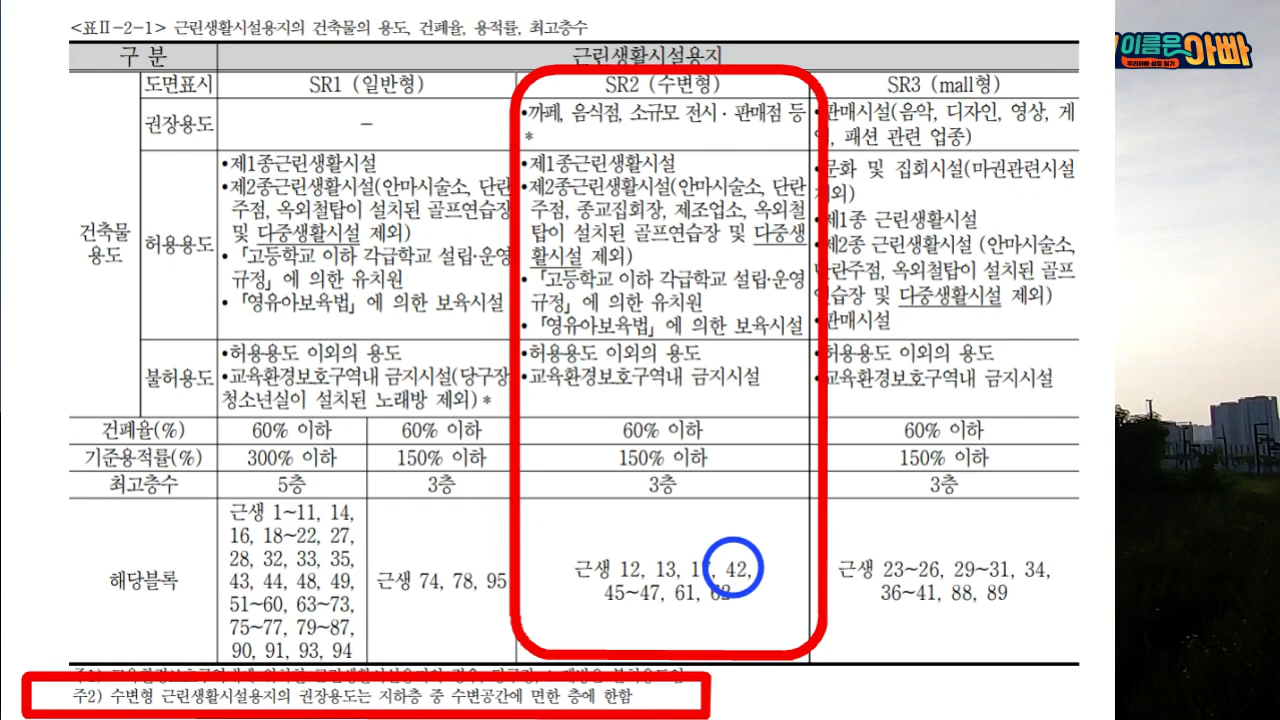 <표Ⅱ-2-1> 근린생활시설용지의 건축물의 용도, 건폐율, 용적률, 최고층수
이름은아빠
우리아빠 성장 일기
구 분
근린생활시설용지
도면표시
SR1 (일반형)
SR2 (수변형)
SR3 (mall형)
건축물
용도
권장용도
-
•까페, 음식점, 소규모 전시·판매점 등
*
•판매시설(음악, 디자인, 영상, 게
임, 패션 관련 업종)
허용용도
•제1종근린생활시설
•제2종근린생활시설(안마시술소, 단란
주점, 옥외철탑이 설치된 골프연습장
및 다중생활시설 제외)
•「고등학교 이하 각급학교 설립·운영
규정」에 의한 유치원
•「영유아보육법」에 의한 보육시설
•제1종근린생활시설
•제2종근린생활시설(안마시술소, 단란
주점, 종교집회장, 제조업소, 옥외철
탑이 설치된 골프연습장 및 다중생
활시설 제외)
•「고등학교 이하 각급학교 설립·운영
규정」에 의한 유치원
•「영유아보육법」에 의한 보육시설
•문화 및 집회시설(마권관련시설
제외)
•제1종 근린생활시설
•제2종 근린생활시설 (안마시술소,
단란주점, 옥외철탑이 설치된 골프
연습장 및 다중생활시설 제외)
•판매시설
불허용도
•허용용도 이외의 용도
•교육환경보호구역내 금지시설(당구장,
청소년실이 설치된 노래방 제외)*
•허용용도 이외의 용도
•교육환경보호구역내 금지시설
•허용용도 이외의 용도
•교육환경보호구역내 금지시설
건폐율(%)
60% 이하
60% 이하
60% 이하
60% 이하
기준용적률(%)
300% 이하
150% 이하
150% 이하
150% 이하
최고층수
5층
3층
3층
3층
해당블록
근생 1~11, 14,
16, 18~22, 27,
28, 32, 33, 35,
43, 44, 48, 49,
51~60, 63~73,
75~77, 79~87,
90, 91, 93, 94
근생 74, 78, 95
근생 12, 13, 17, 42,
45~47, 61, 62
근생 23~26, 29~31, 34,
36~41, 88, 89
주2) 수변형 근린생활시설용지의 권장용도는 지하층 중 수변공간에 면한 층에 한함